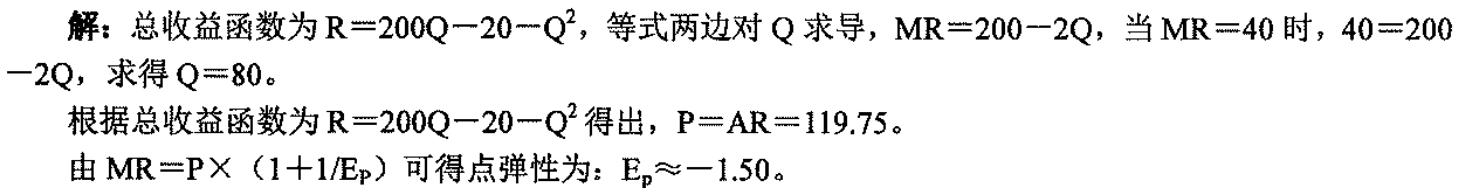 解：总收益函数为 R＝200Q－20－Q²，等式两边对 Q 求导，MR＝200－2Q，当 MR＝40 时，40＝200
－2Q，求得 Q＝80。
根据总收益函数为 R＝200Q－20－Q² 得出，P＝AR＝119.75。
由 MR＝P×（1＋1/Eₚ）可得点弹性为：Eₚ≈－1.50。